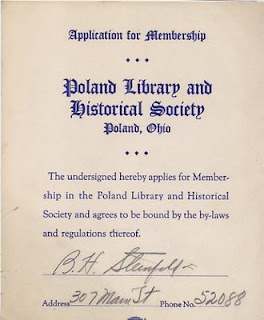 Application for Membership
Poland Library and
Historical Society
Poland, Ohio
The undersigned hereby applies for Member-
ship in the Poland Library and Historical
Society and agrees to be bound by the by-laws
and regulations thereof.
B. H. Steinfeld
Address 307 Main St Phone No. 52088